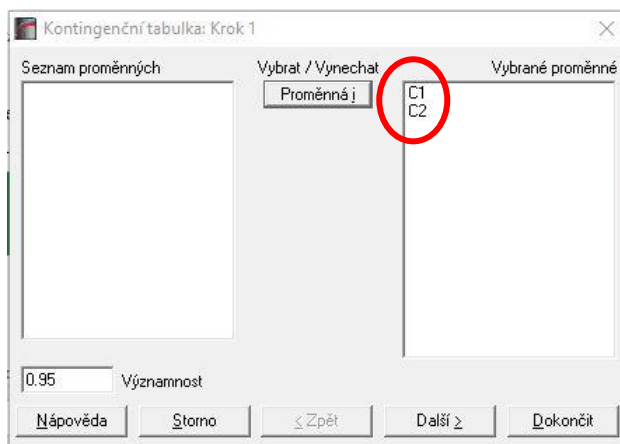 Kontingenční tabulka: Krok 1
Seznam proměnných
Vybrat / Vynechat
Vybrané proměnné
Proměnná j
C1
C2
0.95
Významnost
Nápověda
Storno
< Zpět
Další >
Dokončit